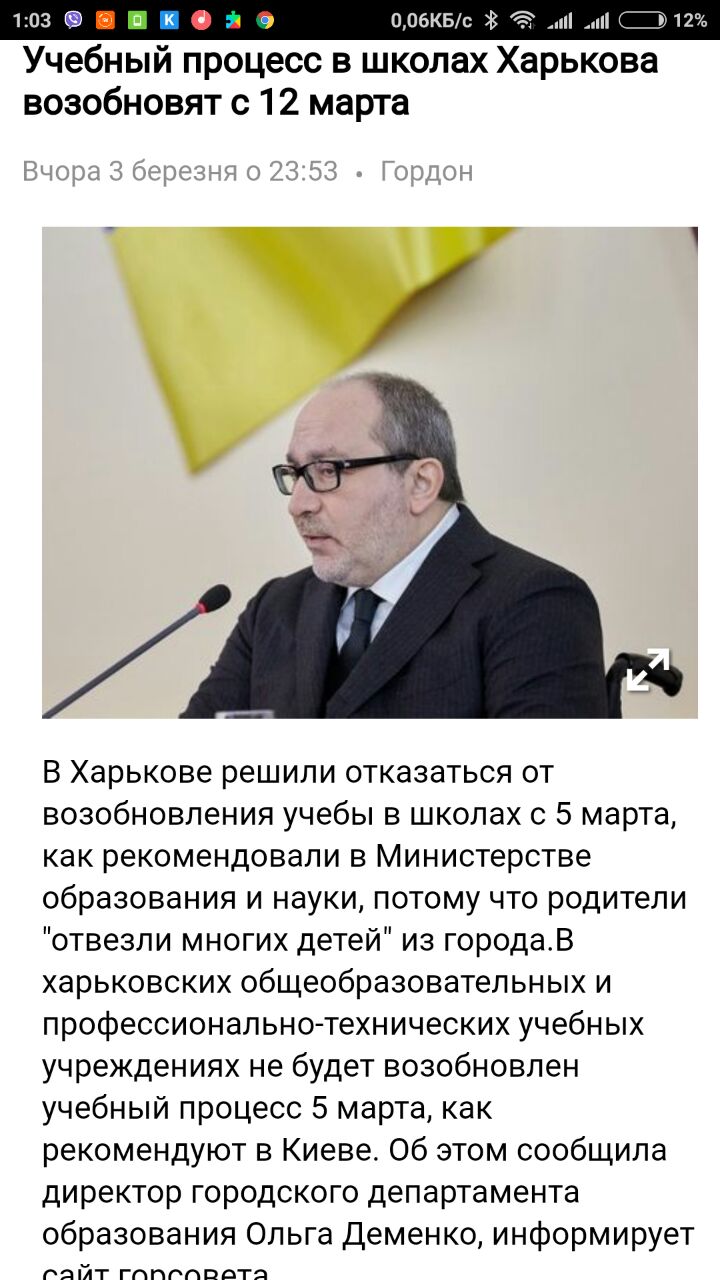 1:03
0,06КБ/с
12%
Учебный процесс в школах Харькова
возобновят с 12 марта
Вчора 3 березня о 23:53 • Гордон
В Харькове решили отказаться от
возобновления учебы в школах с 5 марта,
как рекомендовали в Министерстве
образования и науки, потому что родители
"отвезли многих детей" из города.В
харьковских общеобразовательных и
профессионально-технических учебных
учреждениях не будет возобновлен
учебный процесс 5 марта, как
рекомендуют в Киеве. Об этом сообщила
директор городского департамента
образования Ольга Деменко, информирует
сайт горсовета